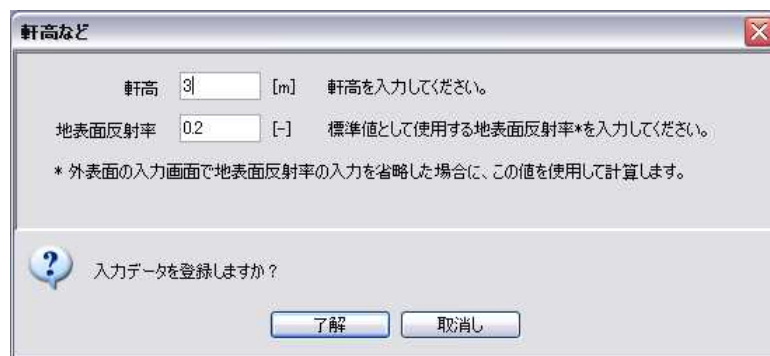 軒高など
軒高 3 [m] 軒高を入力してください。
地表面反射率 0.2 [-] 標準値として使用する地表面反射率*を入力してください。
* 外表面の入力画面で地表面反射率の入力を省略した場合に、この値を使用して計算します。
入力データを登録しますか？
了解 取消し